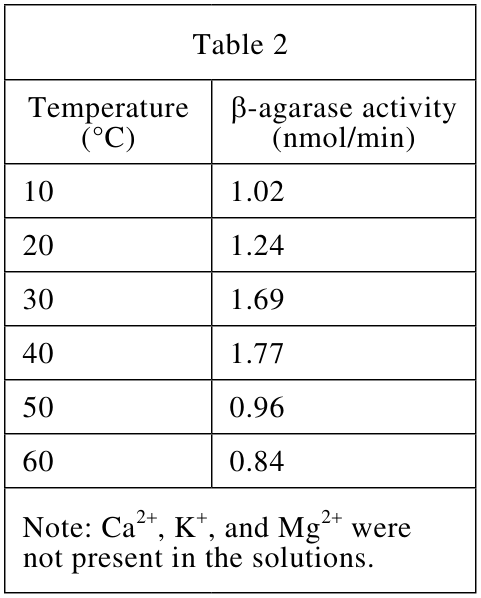 Table 2
Temperature (°C) β-agarase activity (nmol/min)
10 1.02
20 1.24
30 1.69
40 1.77
50 0.96
60 0.84
Note: Ca²⁺, K⁺, and Mg²⁺ were
not present in the solutions.